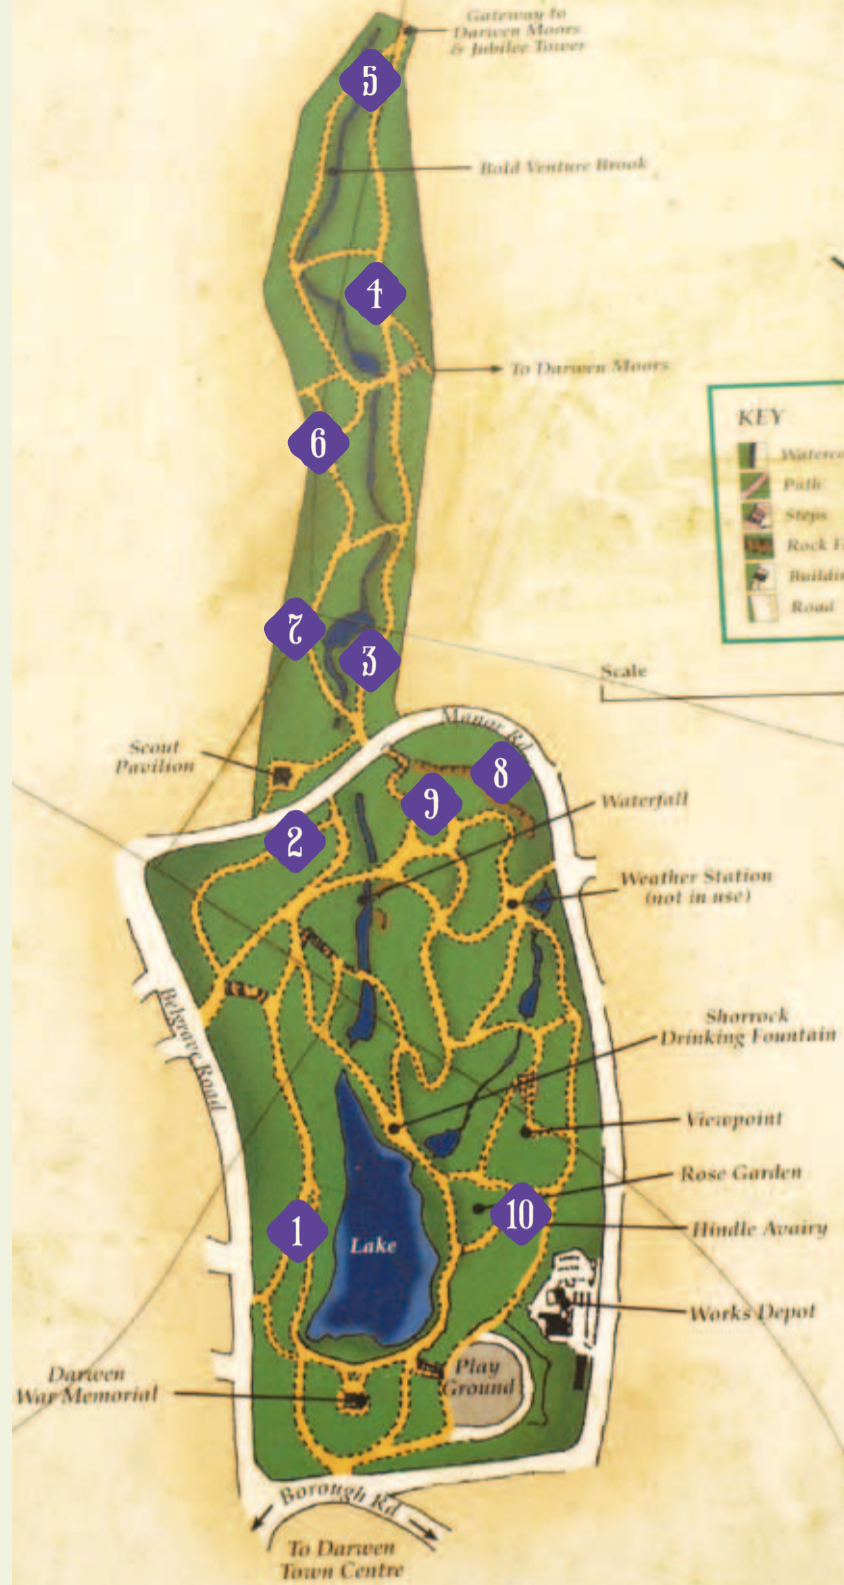 Gateway to
Darwen Moors
& Jubilee Tower
5
Bold Venture Brook
4
To Darwen Moors
KEY
6
Path
Steps
Rock
Road
7
3
Scale
Manor Rd
Scout
Pavilion
8
9
Waterfall
2
Weather Station
(not in use)
Belgrave Road
Shorrock
Drinking Fountain
Viewpoint
Rose Garden
10
1
Hindle Avairy
Lake
Works Depot
Play
Ground
Darwen
War Memorial
Borough Rd
To Darwen
Town Centre